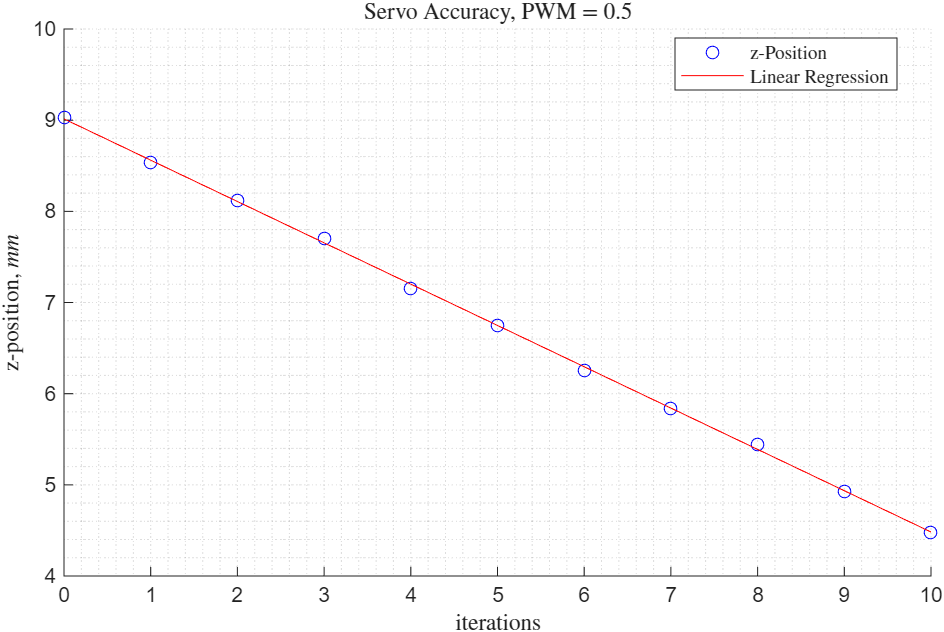 Servo Accuracy, PWM = 0.5
z-Position
Linear Regression
z-position, mm
10
9
8
7
6
5
4
0 1 2 3 4 5 6 7 8 9 10
iterations